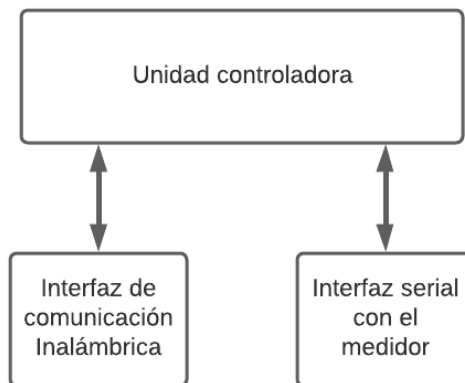 Unidad controladora
Interfaz de
comunicación
Inalámbrica
Interfaz serial
con el
medidor